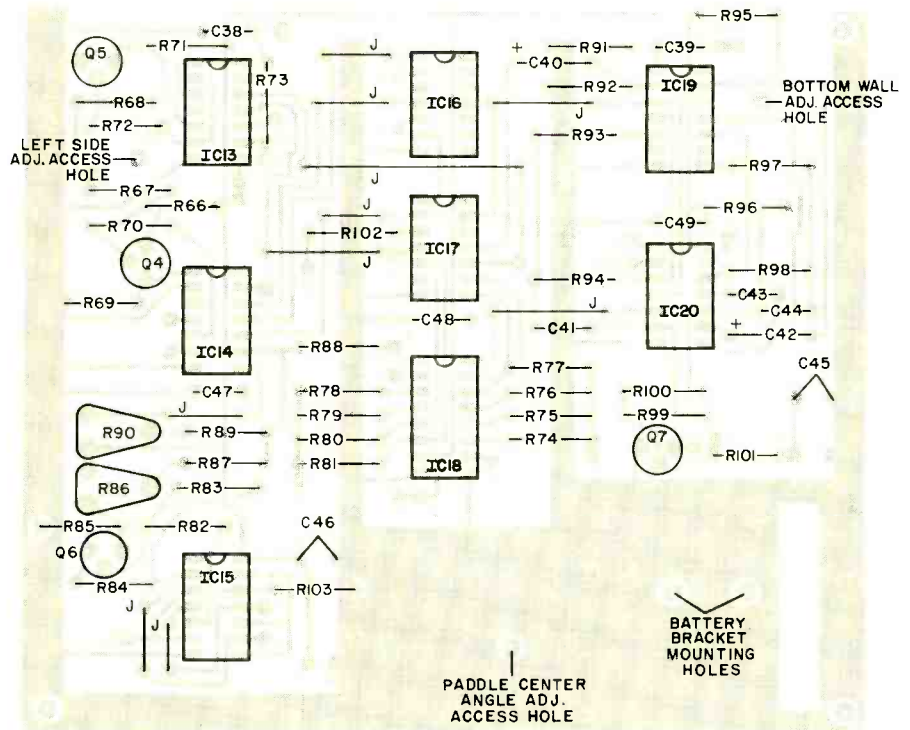 R95
C38
R71
J
+
R91
C39
Q5
C40
R73
R92
IC19
BOTTOM WALL
ADJ. ACCESS
HOLE
IC16
R68
J
J
R72
R93
LEFT SIDE
ADJ. ACCESS
HOLE
IC13
R97
R67
R66
J
R96
R70
R102
IC17
C49
J
Q4
R98
R94
C43
R69
J
C44
IC20
C48
C41
+
C42
IC14
R88
C45
R77
C47
R78
R76
R100
J
R79
R75
R99
R90
R89
R80
R74
Q7
R87
R81
IC18
R101
R86
R83
R85
R82
C46
Q6
IC15
R84
R103
J
J
BATTERY
BRACKET
MOUNTING
HOLES
PADDLE CENTER
ANGLE ADJ.
ACCESS HOLE